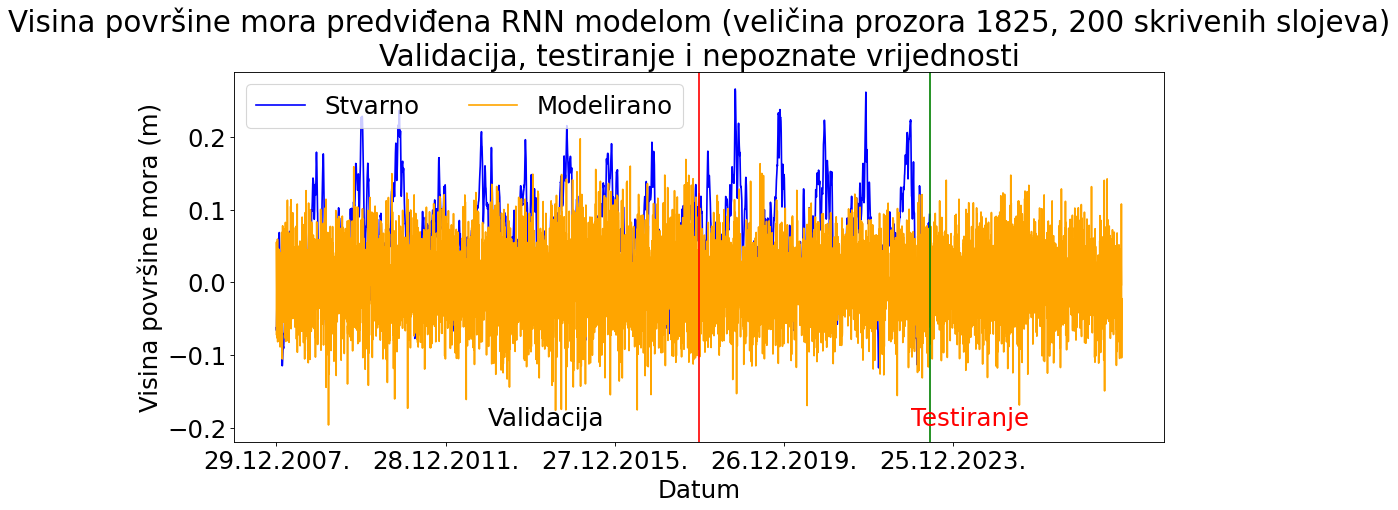 Visina površine mora predviđena RNN modelom (veličina prozora 1825, 200 skrivenih slojeva)
Validacija, testiranje i nepoznate vrijednosti
Stvarno
Modelirano
Visina površine mora (m)
0.2
0.1
0.0
−0.1
−0.2
Validacija
Testiranje
29.12.2007.
28.12.2011.
27.12.2015.
26.12.2019.
25.12.2023.
Datum